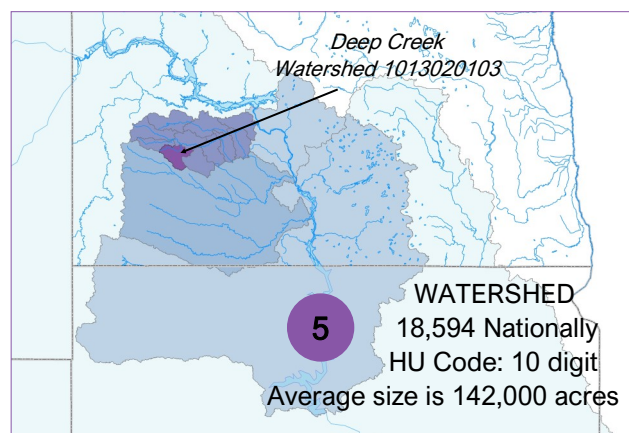 Deep Creek
Watershed 1013020103
5
WATERSHED
18,594 Nationally
HU Code: 10 digit
Average size is 142,000 acres